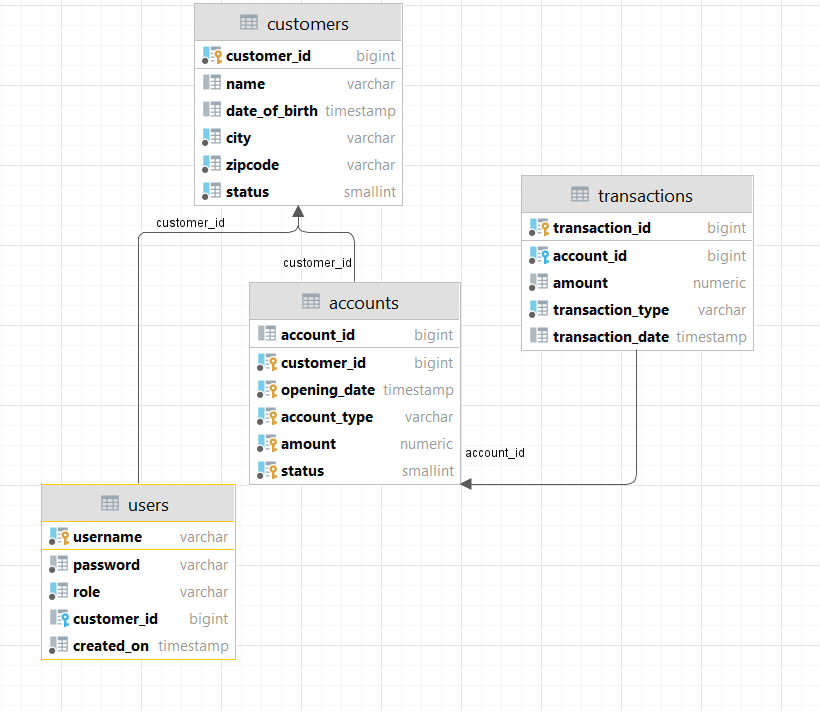 customers
customer_id bigint
name varchar
date_of_birth timestamp
city varchar
zipcode varchar
status smallint
customer_id
customer_id
transactions
transaction_id bigint
account_id bigint
amount numeric
transaction_type varchar
transaction_date timestamp
accounts
account_id bigint
customer_id bigint
opening_date timestamp
account_type varchar
amount numeric
status smallint
account_id
users
username varchar
password varchar
role varchar
customer_id bigint
created_on timestamp